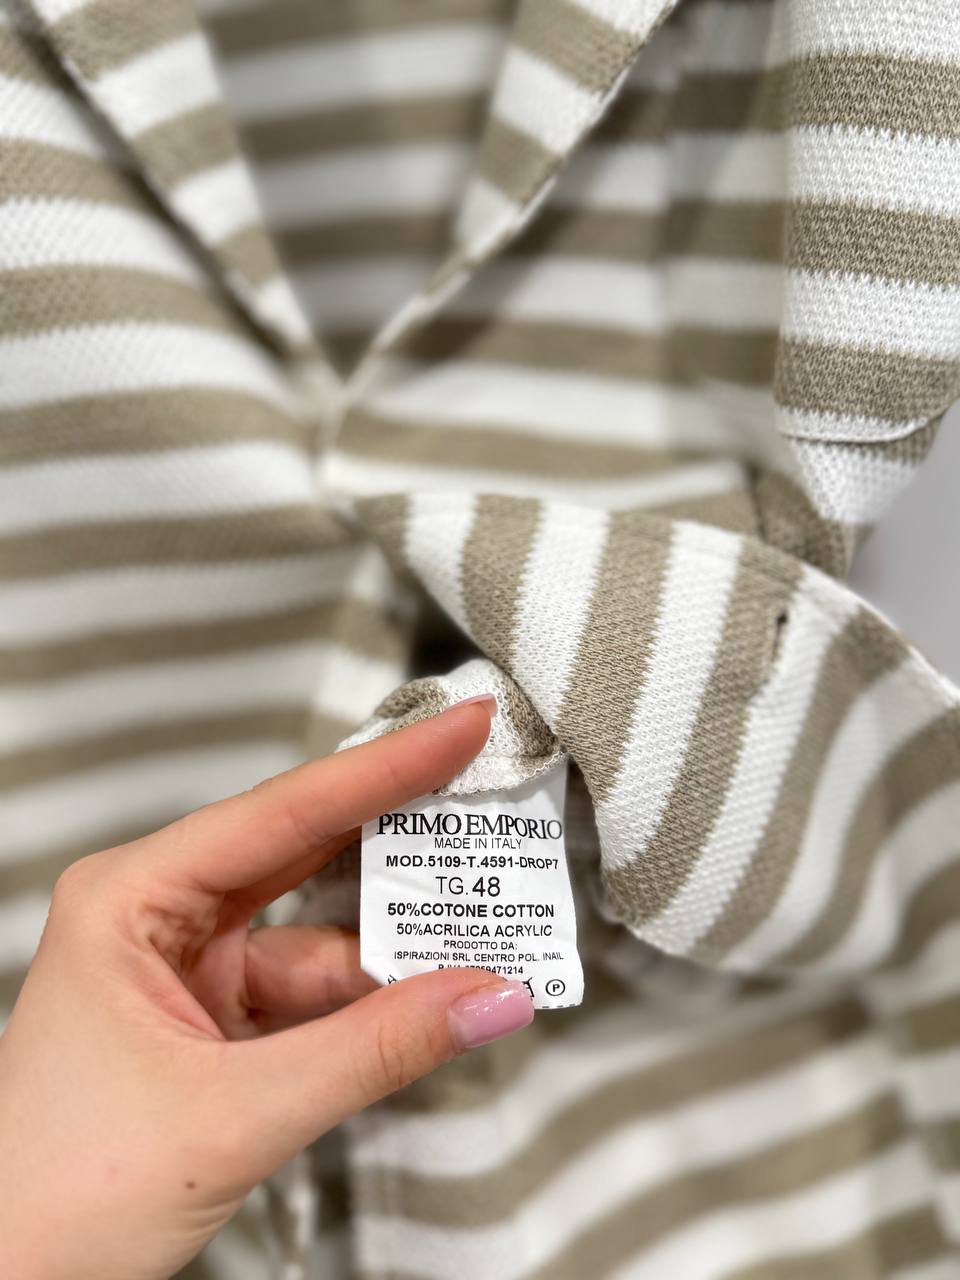 PRIMO EMPORIO
MADE IN ITALY
MOD.5109-T.4591-DROP7
TG.48
50%COTONE COTTON
50%ACRILICA ACRYLIC
PRODOTTO DA:
ISPIRAZIONI SRL CENTRO POL. INAIL
P